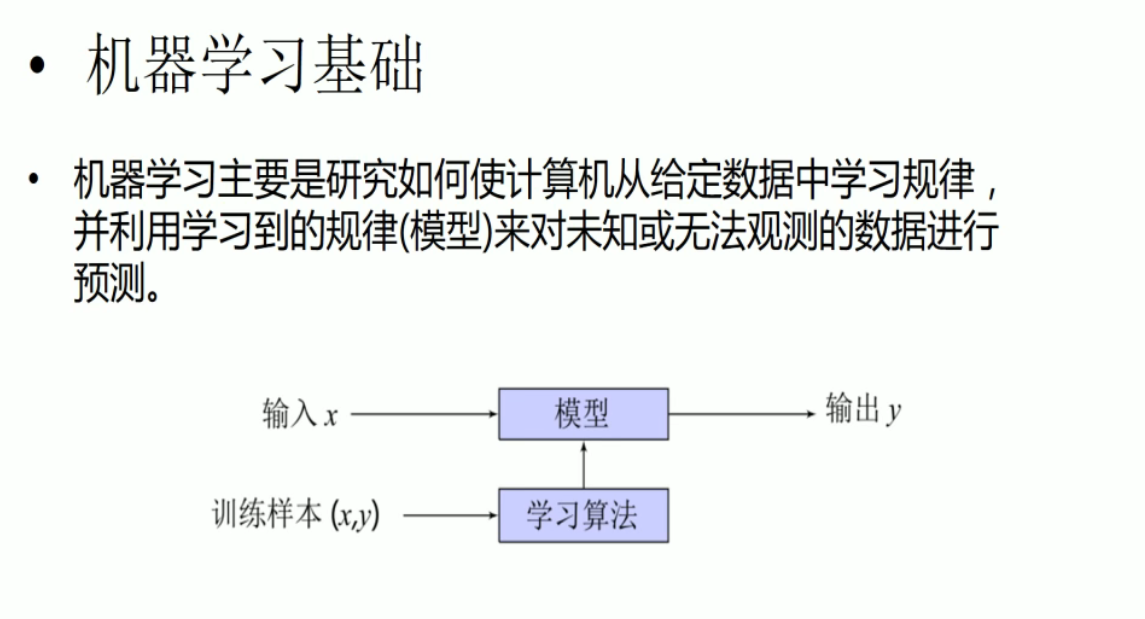 • 机器学习基础
• 机器学习主要是研究如何使计算机从给定数据中学习规律，
并利用学习到的规律(模型)来对未知或无法观测的数据进行
预测。
输入 x
模型
输出 y
训练样本 (x,y)
学习算法